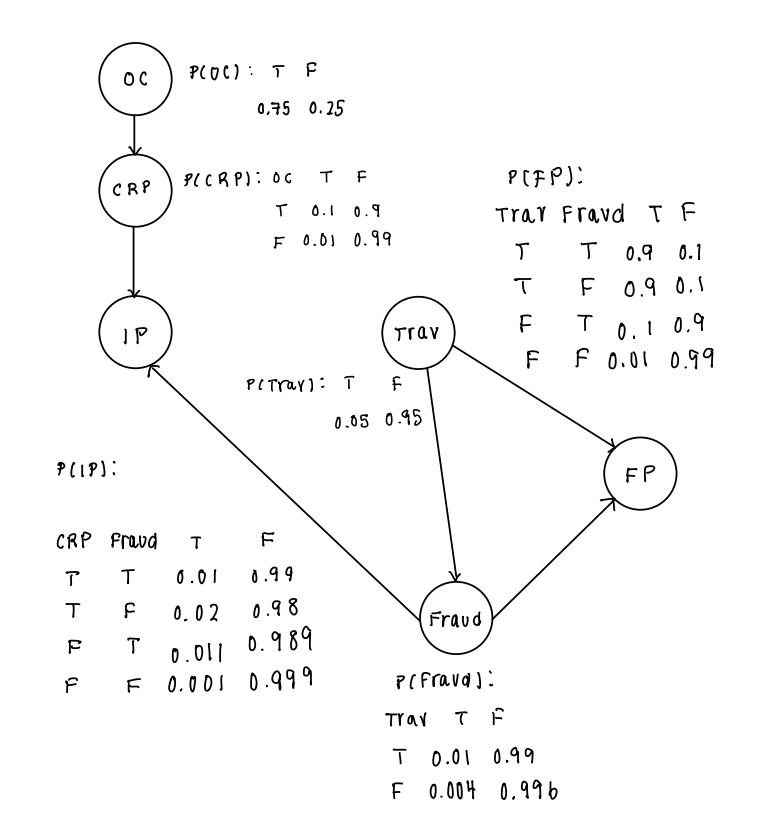 OC
P(OC): T F
0.75 0.25
CRP
P(CRP): OC T F
T 0.1 0.9
F 0.01 0.99
P(FP):
Trav Fraud T F
T T 0.9 0.1
T F 0.9 0.1
F T 0.1 0.9
F F 0.01 0.99
IP
Trav
P(Trav): T F
0.05 0.95
FP
P(IP):
CRP Fraud T F
T T 0.01 0.99
T F 0.02 0.98
F T 0.011 0.989
F F 0.001 0.999
Fraud
P(Fraud):
Trav T F
T 0.01 0.99
F 0.004 0.996